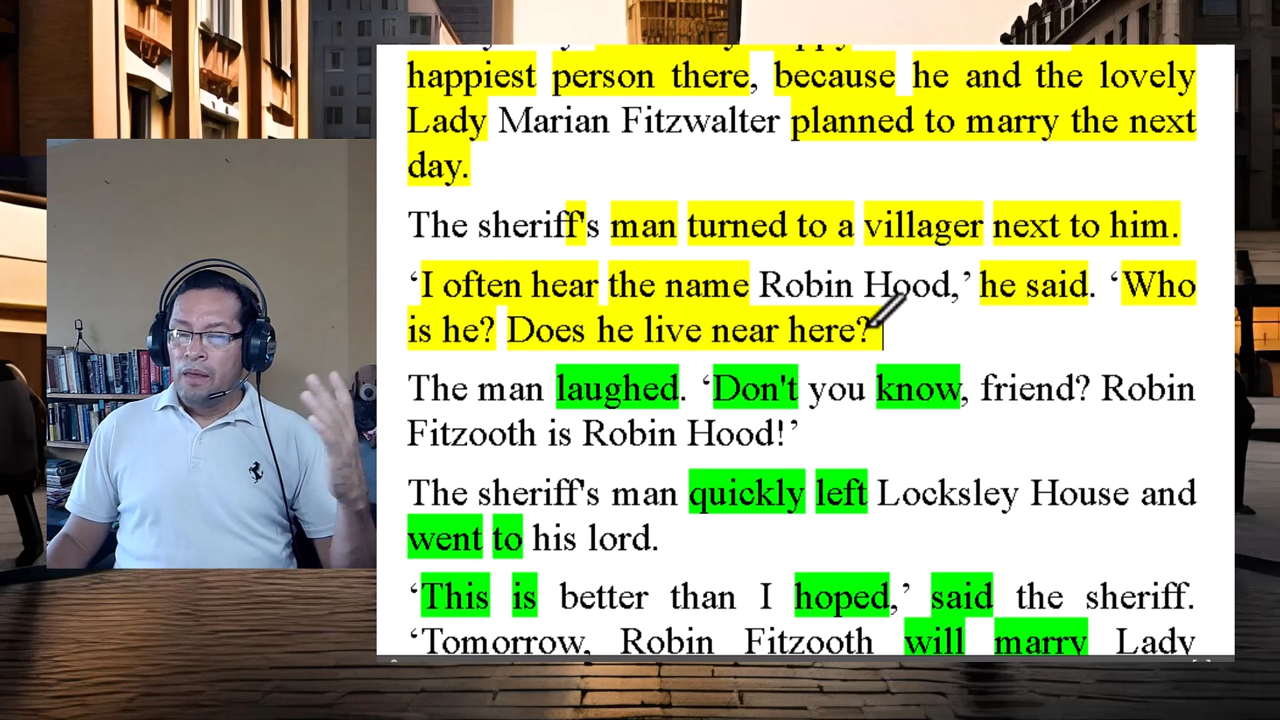 happiest person there, because he and the lovely
Lady Marian Fitzwalter planned to marry the next
day.
The sheriff's man turned to a villager next to him.
‘I often hear the name Robin Hood,’ he said. ‘Who
is he? Does he live near here?
The man laughed. ‘Don't you know, friend? Robin
Fitzooth is Robin Hood!’
The sheriff's man quickly left Locksley House and
went to his lord.
‘This is better than I hoped,’ said the sheriff.
‘Tomorrow, Robin Fitzooth will marry Lady